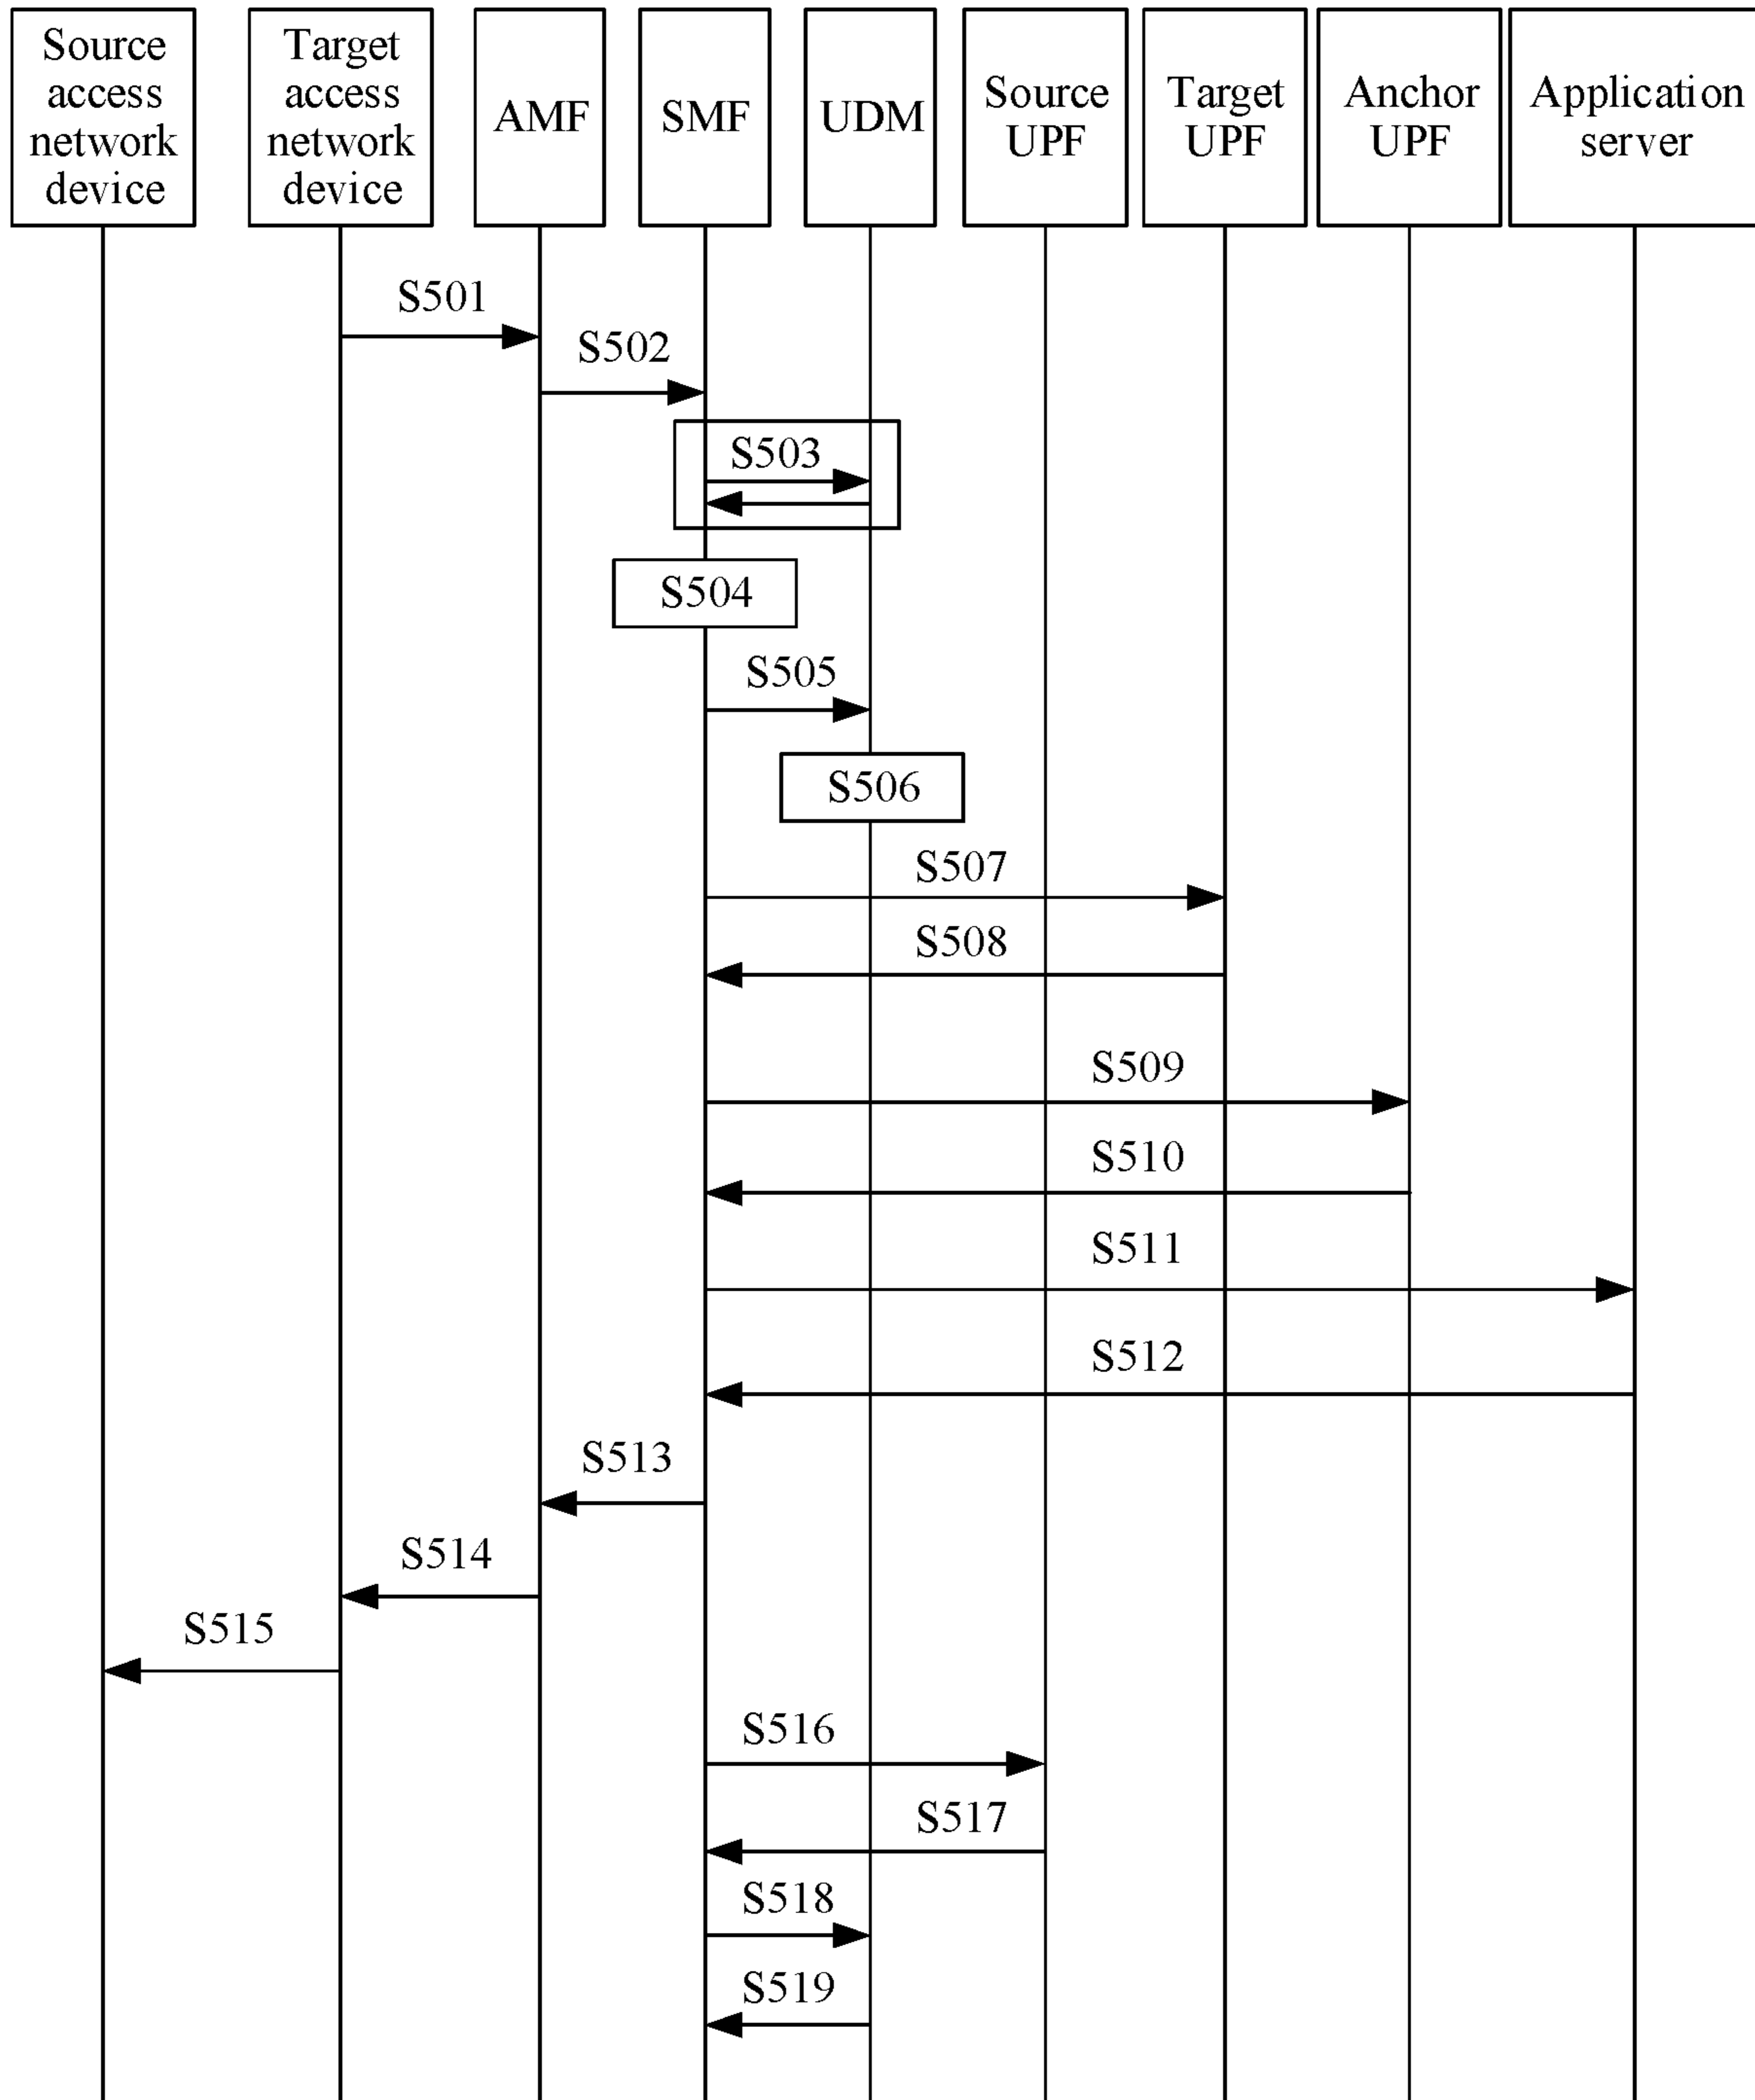 Source
access
network
device
Target
access
network
device
AMF
SMF
UDM
Source
UPF
Target
UPF
Anchor
UPF
Application
server
S501
S502
S503
S504
S505
S506
S507
S508
S509
S510
S511
S512
S513
S514
S515
S516
S517
S518
S519